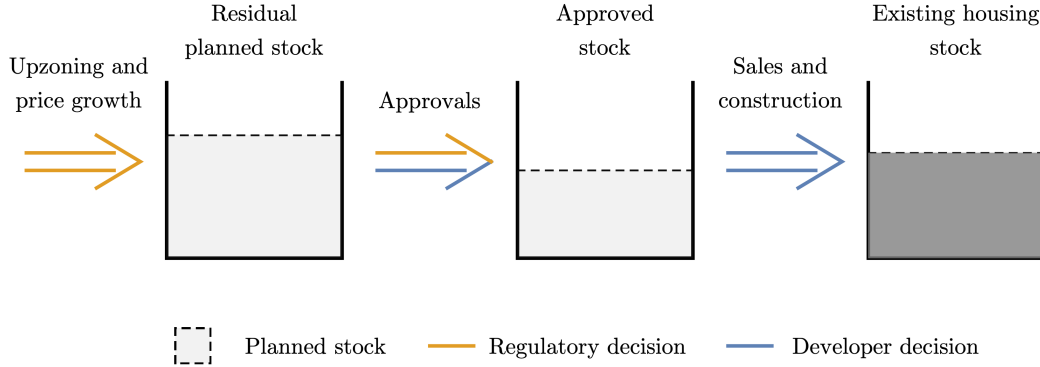 Residual
planned stock
Approved
stock
Existing housing
stock
Upzoning and
price growth
Approvals
Sales and
construction
Planned stock
Regulatory decision
Developer decision